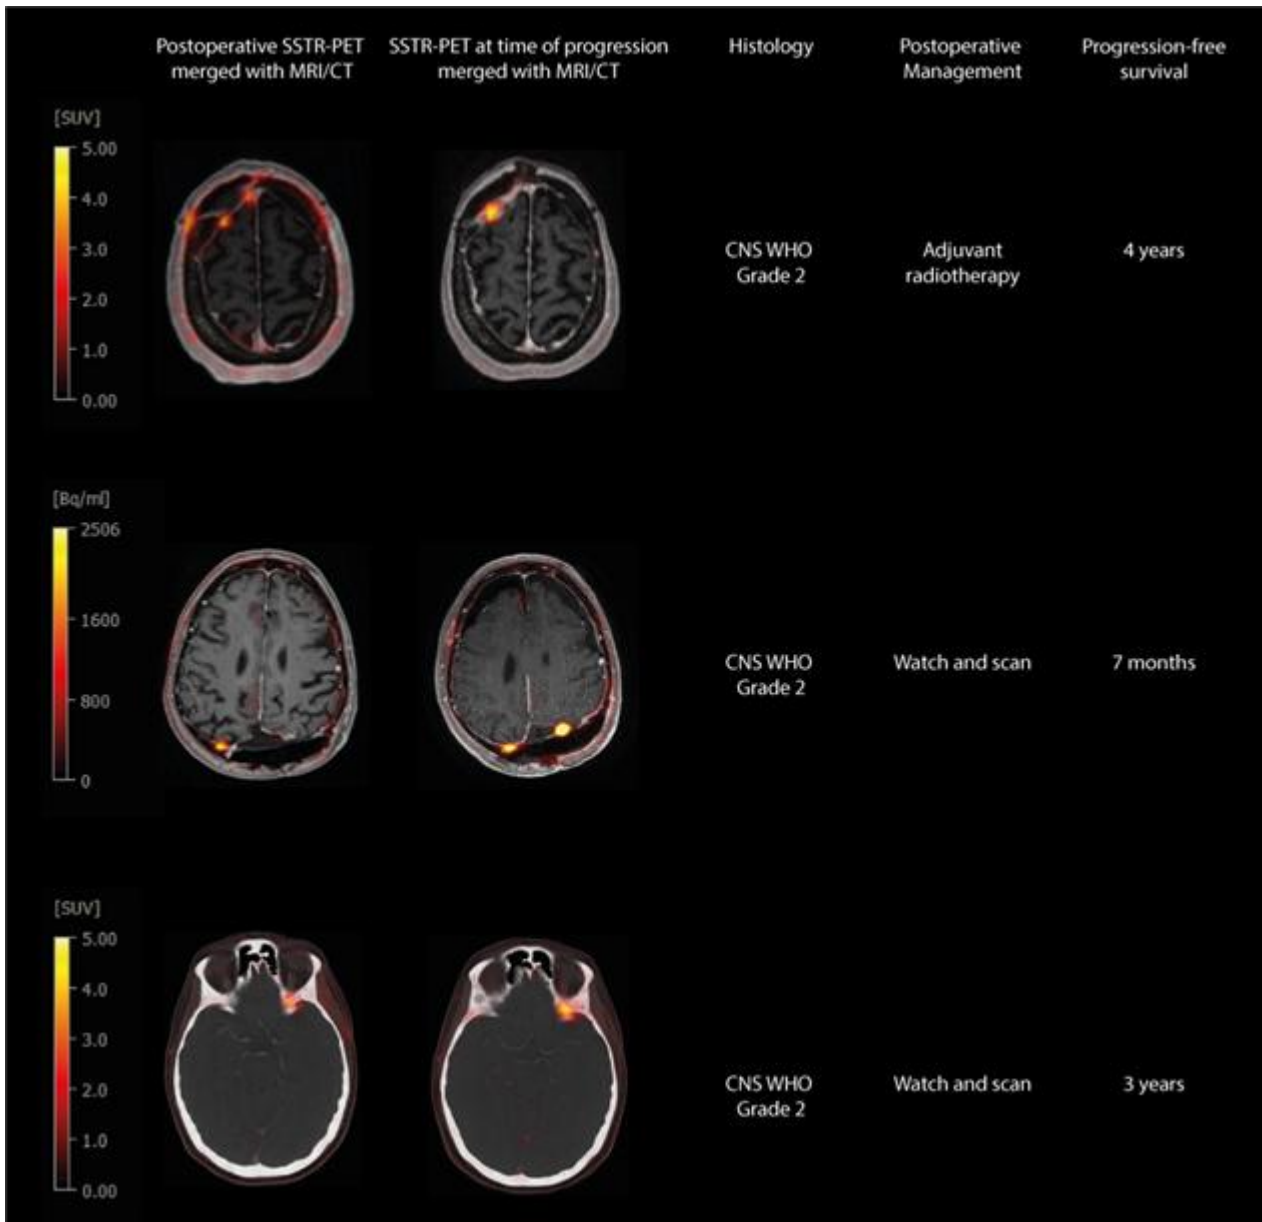 Postoperative SSTR-PET
merged with MRI/CT
SSTR-PET at time of progression
merged with MRI/CT
Histology
Postoperative
Management
Progression-free
survival
[SUV]
5.00
4.0
3.0
2.0
1.0
0.00
CNS WHO
Grade 2
Adjuvant
radiotherapy
4 years
[Bq/ml]
2506
1600
800
0
CNS WHO
Grade 2
Watch and scan
7 months
[SUV]
5.00
4.0
3.0
2.0
1.0
0.00
CNS WHO
Grade 2
Watch and scan
3 years